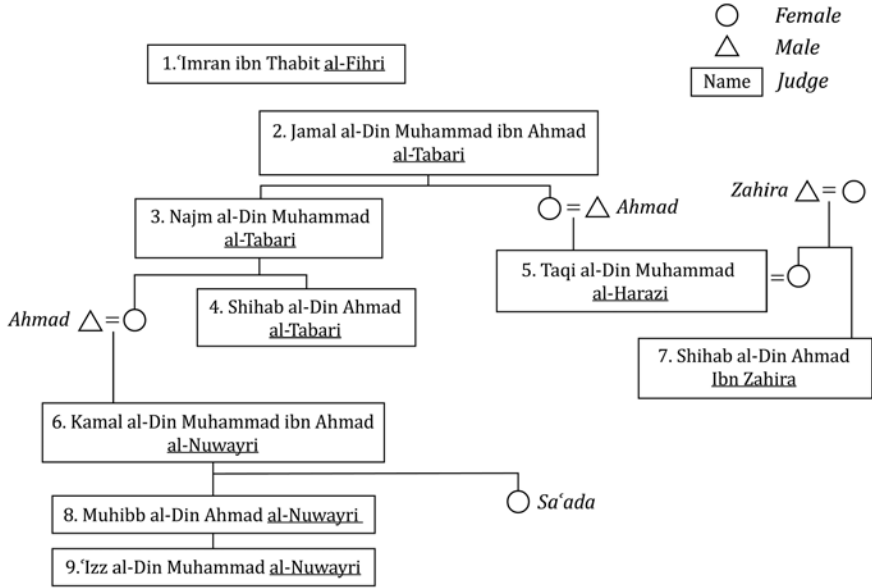 Female
Male
Name Judge
1.ʿImran ibn Thabit al-Fihri
2. Jamal al-Din Muhammad ibn Ahmad
al-Tabari
Zahira =
3. Najm al-Din Muhammad
al-Tabari
= Ahmad
5. Taqi al-Din Muhammad
al-Harazi
=
4. Shihab al-Din Ahmad
al-Tabari
Ahmad =
7. Shihab al-Din Ahmad
Ibn Zahira
6. Kamal al-Din Muhammad ibn Ahmad
al-Nuwayri
Saʿada
8. Muhibb al-Din Ahmad al-Nuwayri
9.ʿIzz al-Din Muhammad al-Nuwayri